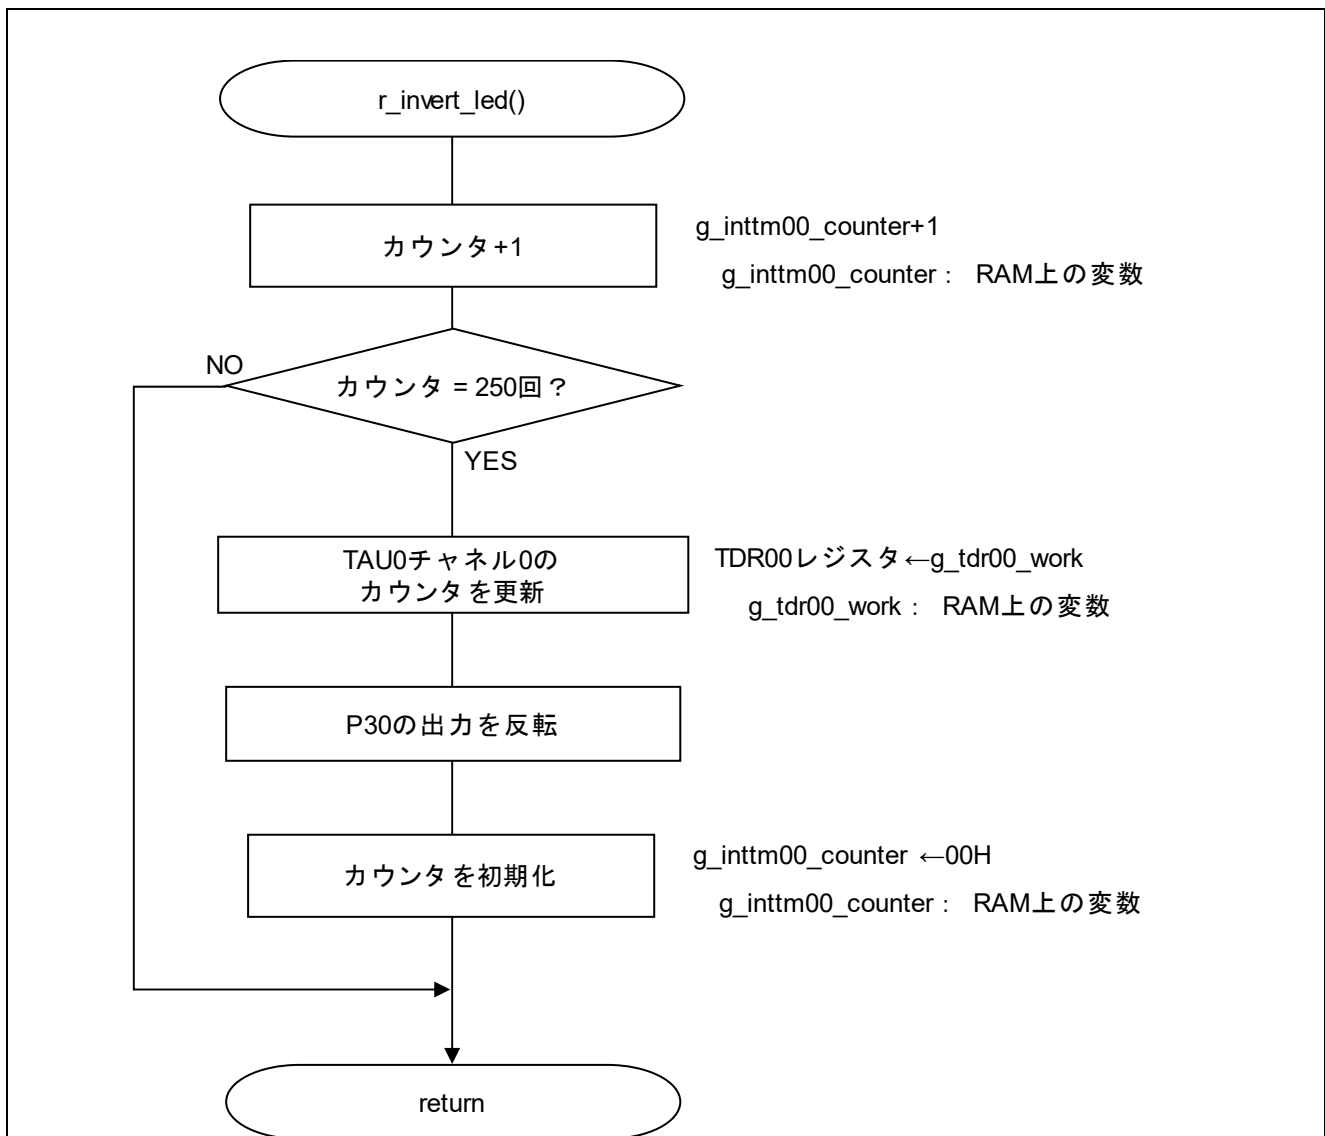 r_invert_led()
カウンタ+1
g_inttm00_counter+1
g_inttm00_counter： RAM上の変数
NO
カウンタ = 250回？
YES
TAU0チャネル0の
カウンタを更新
TDR00レジスタ←g_tdr00_work
g_tdr00_work： RAM上の変数
P30の出力を反転
カウンタを初期化
g_inttm00_counter ←00H
g_inttm00_counter： RAM上の変数
return